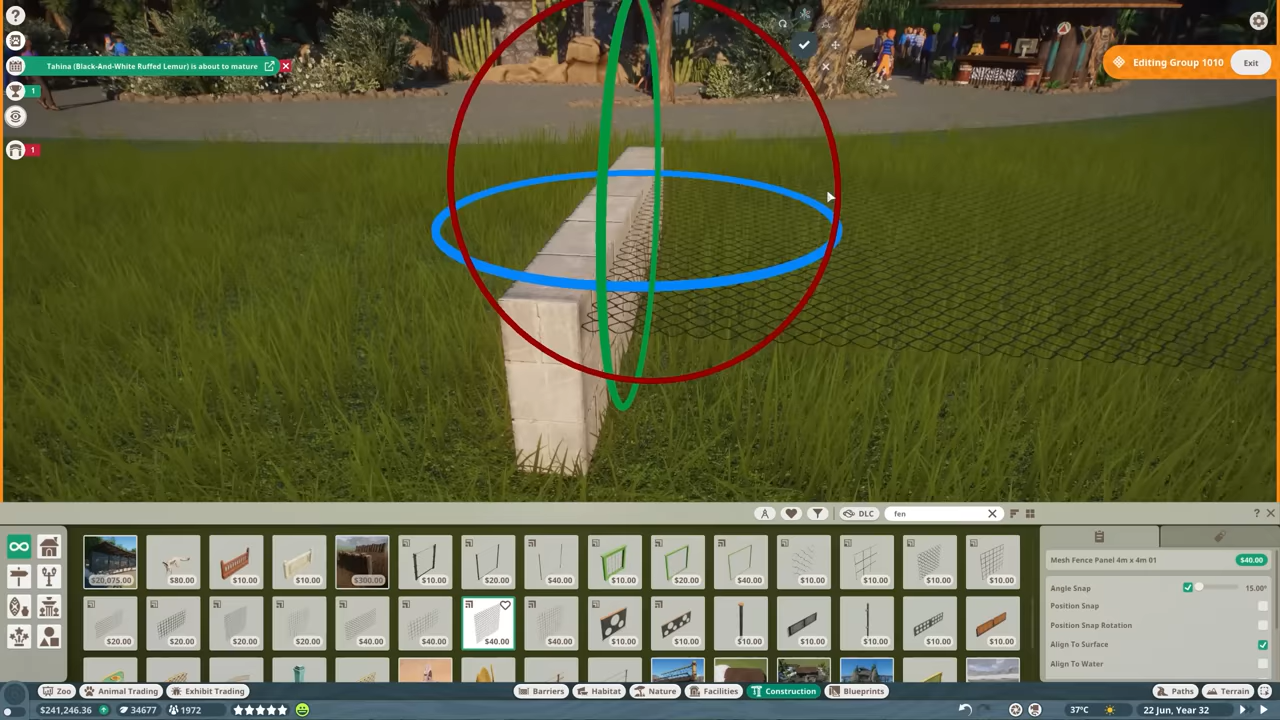 ?
Tahina (Black-And-White Ruffed Lemur) is about to mature
1
1
Editing Group 1010
Exit
DLC
fen
?
$20,075.00
$80.00
$10.00
$10.00
$300.00
$10.00
$20.00
$40.00
$10.00
$20.00
$40.00
$10.00
$10.00
$10.00
$10.00
$20.00
$20.00
$20.00
$20.00
$40.00
$40.00
$40.00
$40.00
$10.00
$10.00
$10.00
$10.00
$10.00
$10.00
$10.00
Mesh Fence Panel 4m x 4m 01
$40.00
Angle Snap
15.00°
Position Snap
Position Snap Rotation
Align To Surface
Align To Water
Zoo
Animal Trading
Exhibit Trading
Barriers
Habitat
Nature
Facilities
Construction
Blueprints
Paths
Terrain
$241,246.36
34677
1972
37°C
22 Jun, Year 32